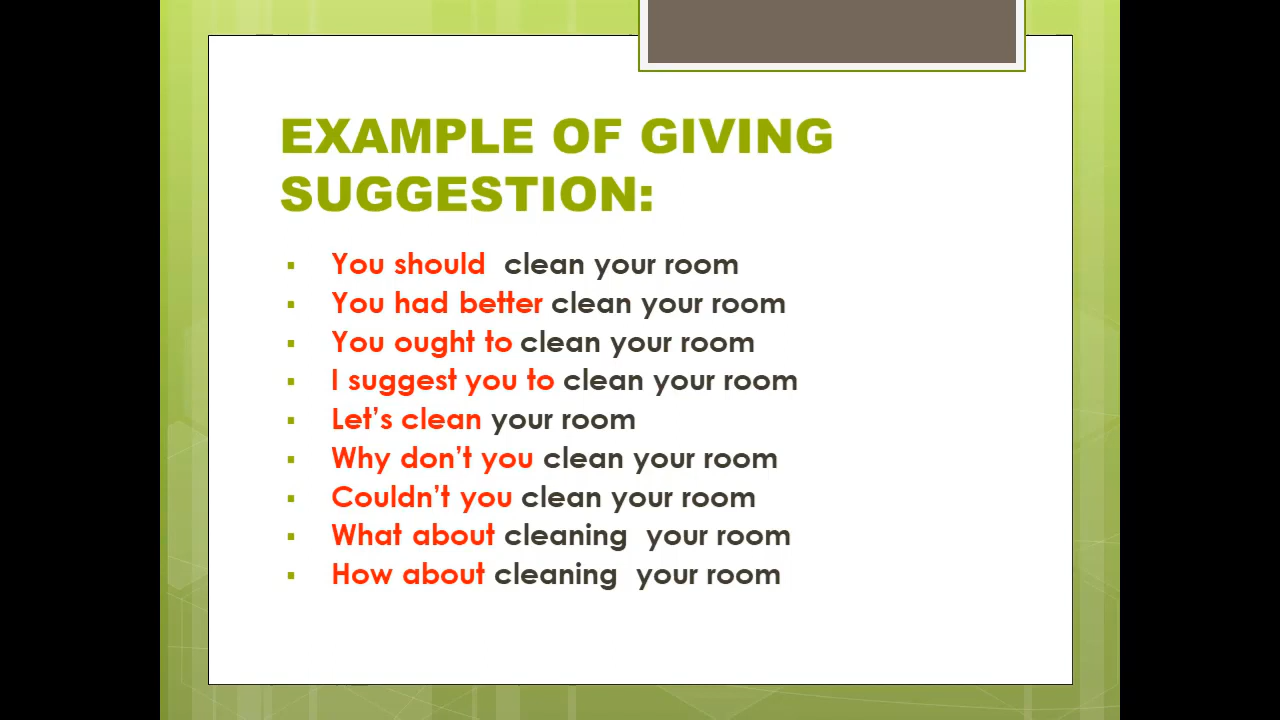 EXAMPLE OF GIVING
SUGGESTION:
▪ You should clean your room
▪ You had better clean your room
▪ You ought to clean your room
▪ I suggest you to clean your room
▪ Let’s clean your room
▪ Why don’t you clean your room
▪ Couldn’t you clean your room
▪ What about cleaning your room
▪ How about cleaning your room